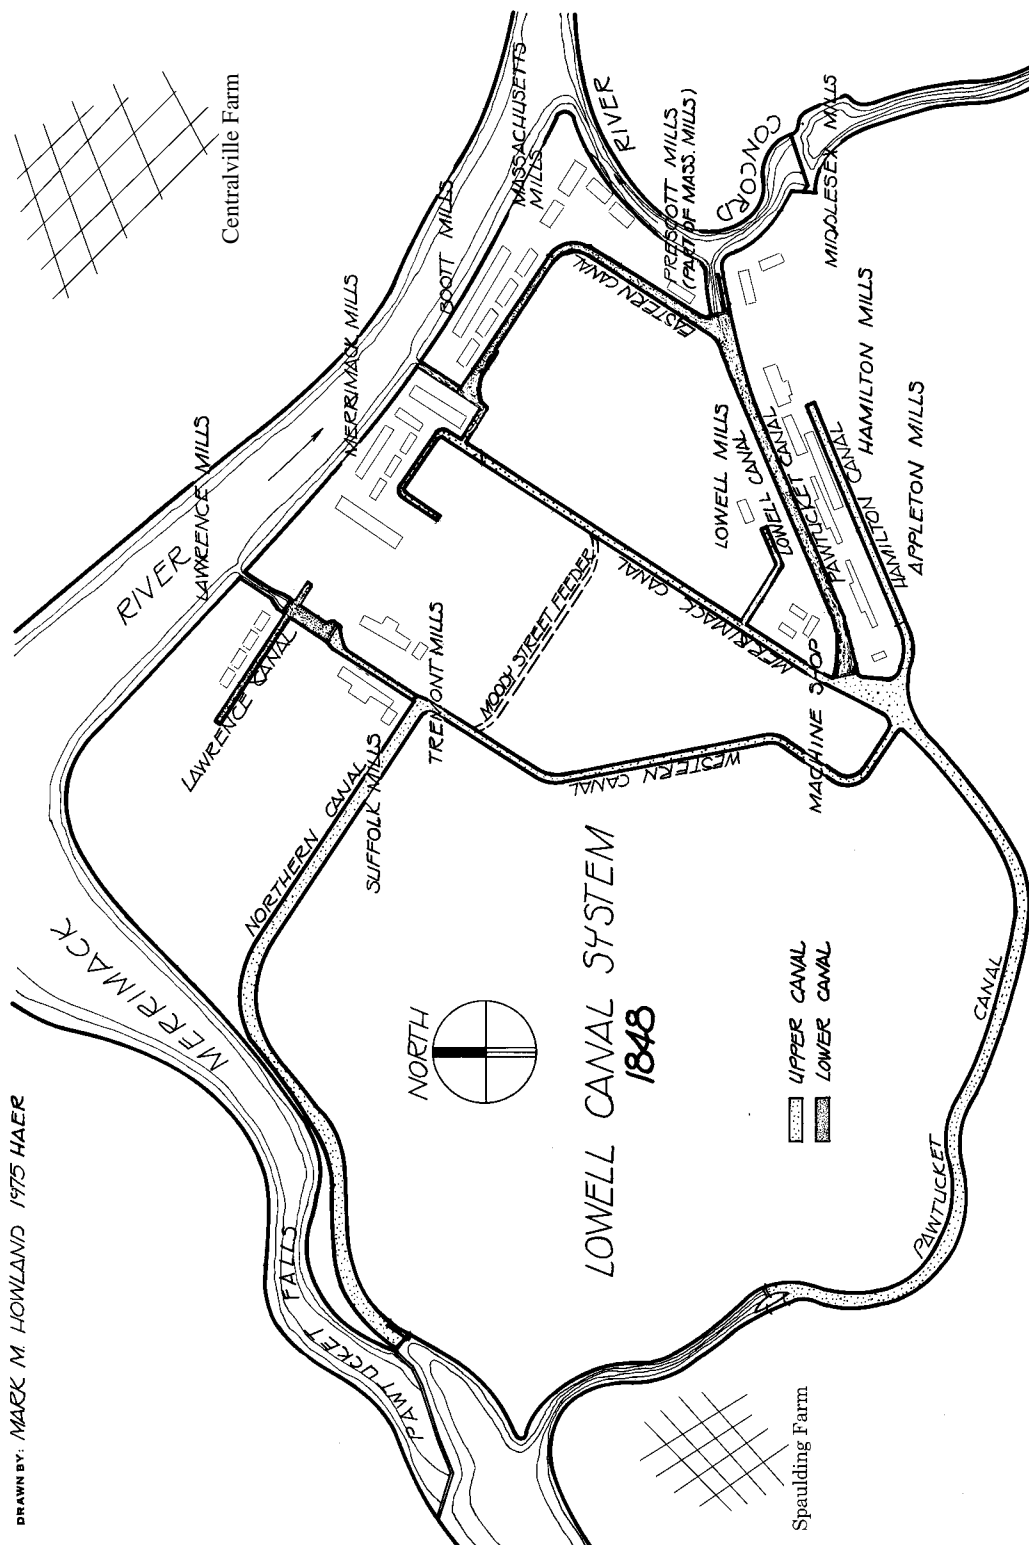 DRAWN BY: MARK M. HOWLAND 1975 HAER
Centralville Farm
MERRIMACK
RIVER
PAWTUCKET
FALLS
LAWRENCE MILLS
MERRIMACK MILLS
BOOTT MILLS
MASSACHUSETTS
MILLS
RIVER
CONCORD
PRESCOTT MILLS
(PART OF MASS. MILLS)
MIDDLESEX MILLS
EASTERN CANAL
LAWRENCE CANAL
NORTHERN CANAL
SUFFOLK MILLS
TREMONT MILLS
MOODY STREET FEEDER
MERRIMACK CANAL
WESTERN CANAL
LOWELL MILLS
LOWELL CANAL
PAWTUCKET CANAL
HAMILTON CANAL
HAMILTON MILLS
APPLETON MILLS
MACHINE SHOP
NORTH
LOWELL CANAL SYSTEM
1848
UPPER CANAL
LOWER CANAL
PAWTUCKET
CANAL
Spaulding Farm